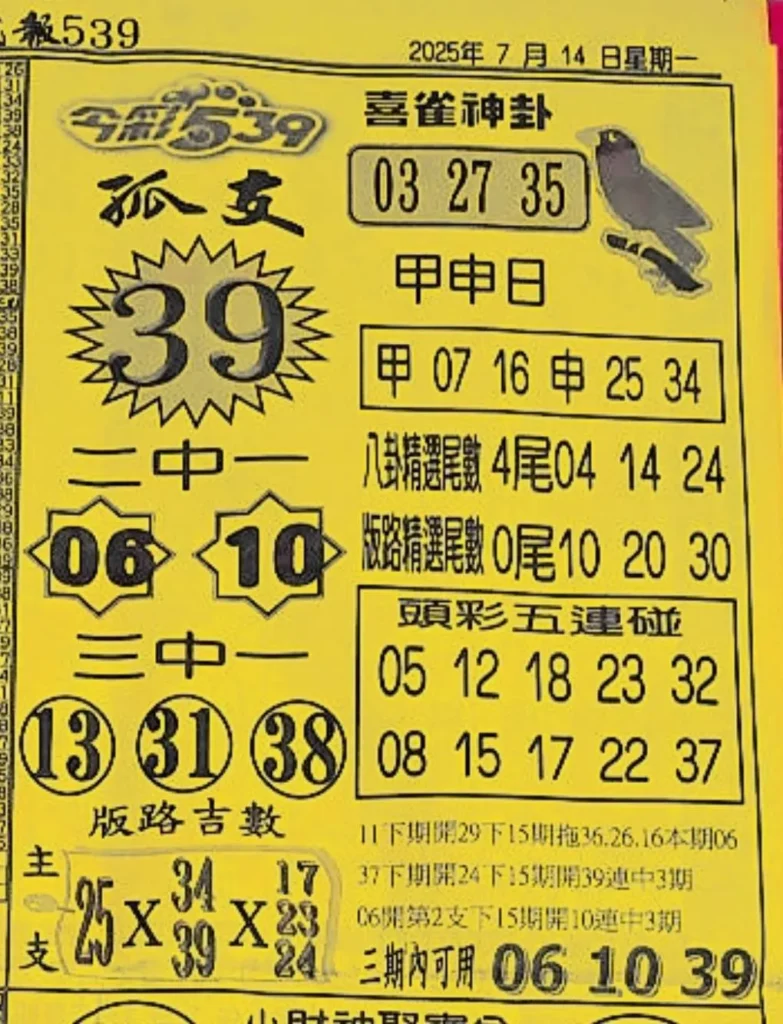 報539
2025年 7 月 14 日星期一
今彩539
孤支
39
二中一
06 10
三中一
13 31 38
版路吉數
主支
25 X 34 39 X 17 23 24
喜雀神卦
03 27 35
甲申日
甲 07 16 申 25 34
八卦精選尾數 4尾04 14 24
版路精選尾數 0尾10 20 30
頭彩五連碰
05 12 18 23 32
08 15 17 22 37
11下期開29下15期拖36.26.16本期06
37下期開24下15期開39連中3期
06開第2支下15期開10連中3期
三期內可用 06 10 39